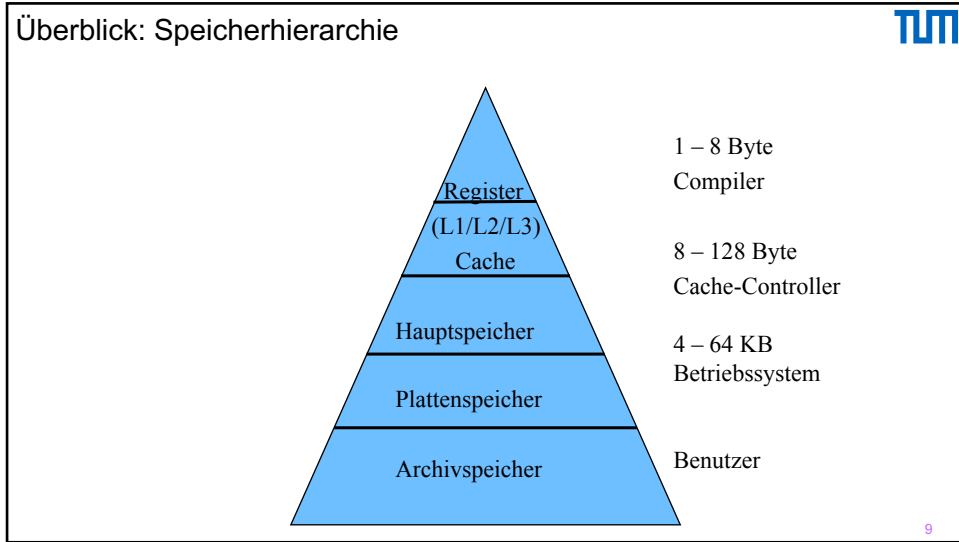 Überblick: Speicherhierarchie
TUM
1 – 8 Byte
Compiler
Register
(L1/L2/L3)
Cache
8 – 128 Byte
Cache-Controller
Hauptspeicher
4 – 64 KB
Betriebssystem
Plattenspeicher
Archivspeicher
Benutzer
9